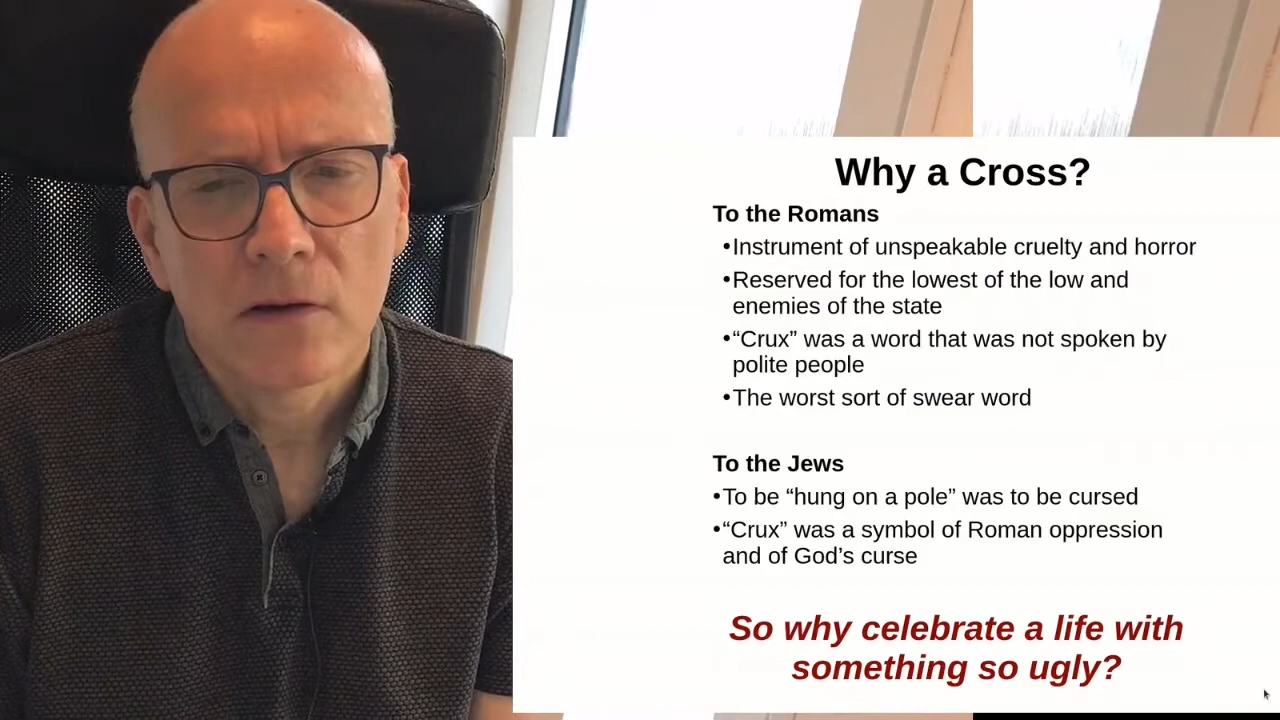 Why a Cross?
To the Romans
•Instrument of unspeakable cruelty and horror
•Reserved for the lowest of the low and
enemies of the state
•“Crux” was a word that was not spoken by
polite people
•The worst sort of swear word
To the Jews
•To be “hung on a pole” was to be cursed
•“Crux” was a symbol of Roman oppression
and of God’s curse
So why celebrate a life with
something so ugly?